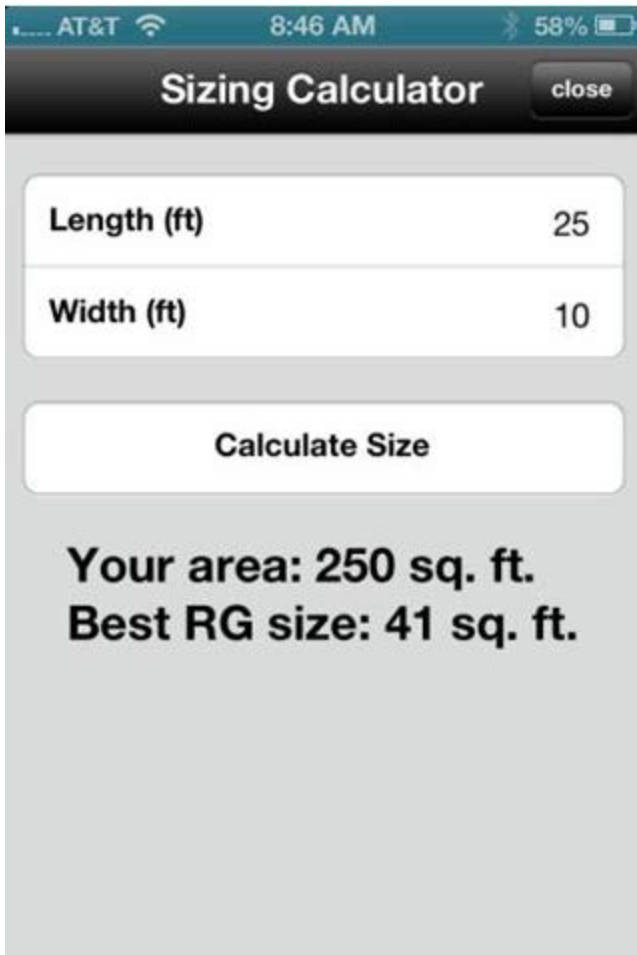 AT&T 8:46 AM 58%
Sizing Calculator close
Length (ft) 25
Width (ft) 10
Calculate Size
Your area: 250 sq. ft.
Best RG size: 41 sq. ft.